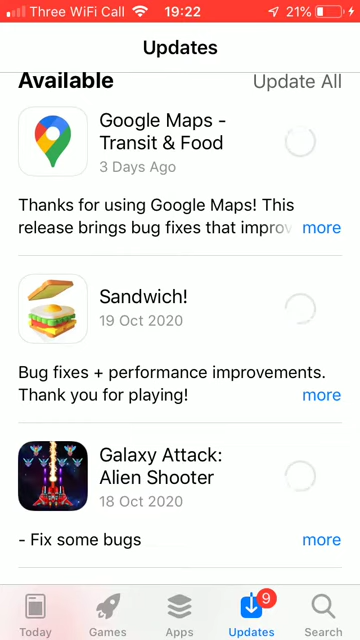 Three WiFi Call 19:22 21%
Updates
Available Update All
Google Maps -
Transit & Food
3 Days Ago
Thanks for using Google Maps! This
release brings bug fixes that improv more
Sandwich!
19 Oct 2020
Bug fixes + performance improvements.
Thank you for playing! more
Galaxy Attack:
Alien Shooter
18 Oct 2020
- Fix some bugs more
9
Today Games Apps Updates Search